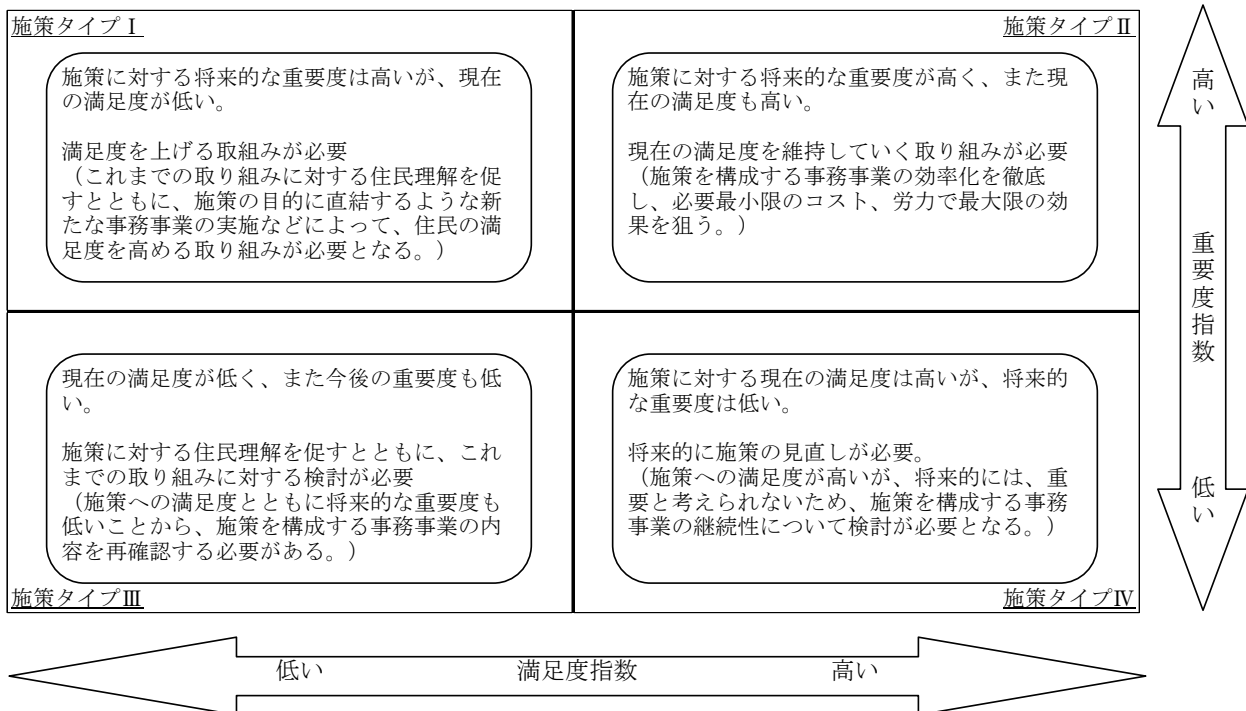 施策タイプⅠ
施策に対する将来的な重要度は高いが、現在
の満足度が低い。
満足度を上げる取組みが必要
（これまでの取り組みに対する住民理解を促
すとともに、施策の目的に直結するような新
たな事務事業の実施などによって、住民の満
足度を高める取り組みが必要となる。）
施策タイプⅡ
施策に対する将来的な重要度が高く、また現
在の満足度も高い。
現在の満足度を維持していく取り組みが必要
（施策を構成する事務事業の効率化を徹底
し、必要最小限のコスト、労力で最大限の効
果を狙う。）
現在の満足度が低く、また今後の重要度も低
い。
施策に対する住民理解を促すとともに、これ
までの取り組みに対する検討が必要
（施策への満足度とともに将来的な重要度も
低いことから、施策を構成する事務事業の内
容を再確認する必要がある。）
施策タイプⅢ
施策に対する現在の満足度は高いが、将来的
な重要度は低い。
将来的に施策の見直しが必要。
（施策への満足度が高いが、将来的には、重
要と考えられないため、施策を構成する事務
事業の継続性について検討が必要となる。）
施策タイプⅣ
高い
重要度指数
低い
低い 満足度指数 高い